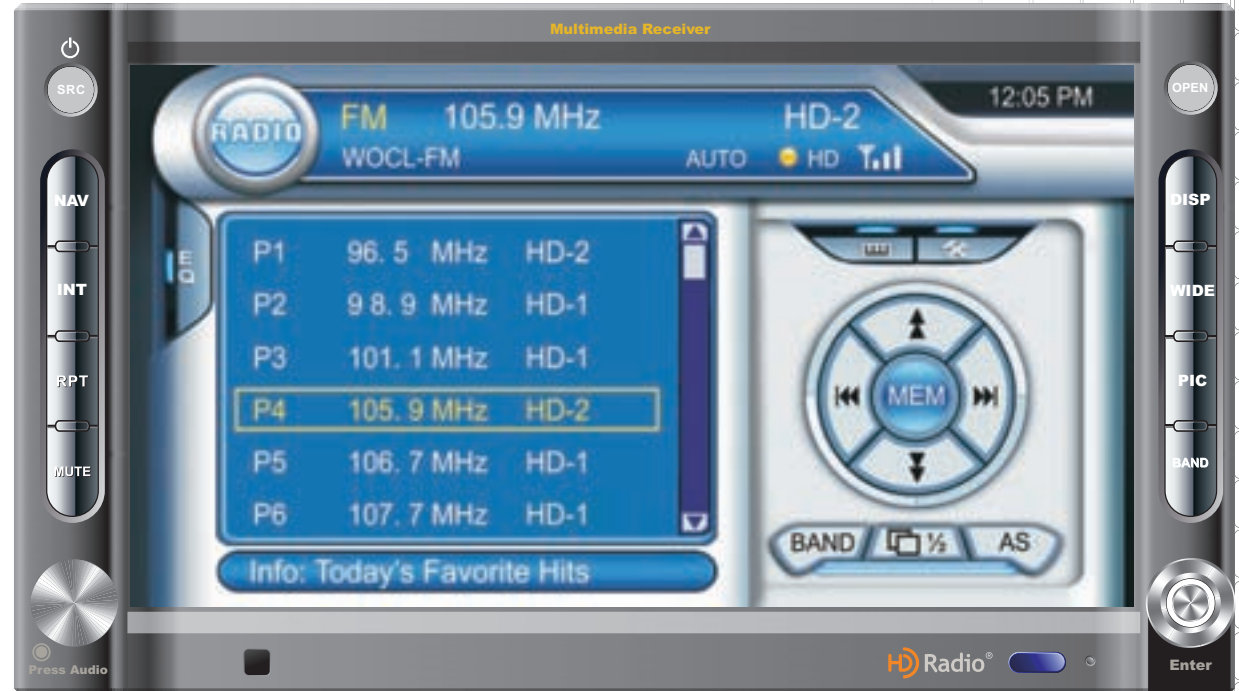 Multimedia Receiver
SRC
OPEN
12:05 PM
RADIO
FM 105.9 MHz HD-2
WOCL-FM AUTO HD
NAV
INT
RPT
MUTE
EQ
P1 96. 5 MHz HD-2
P2 98. 9 MHz HD-1
P3 101. 1 MHz HD-1
P4 105. 9 MHz HD-2
P5 106. 7 MHz HD-1
P6 107. 7 MHz HD-1
Info: Today's Favorite Hits
MEM
BAND ½ AS
DISP
WIDE
PIC
BAND
Press Audio
HD Radio®
Enter